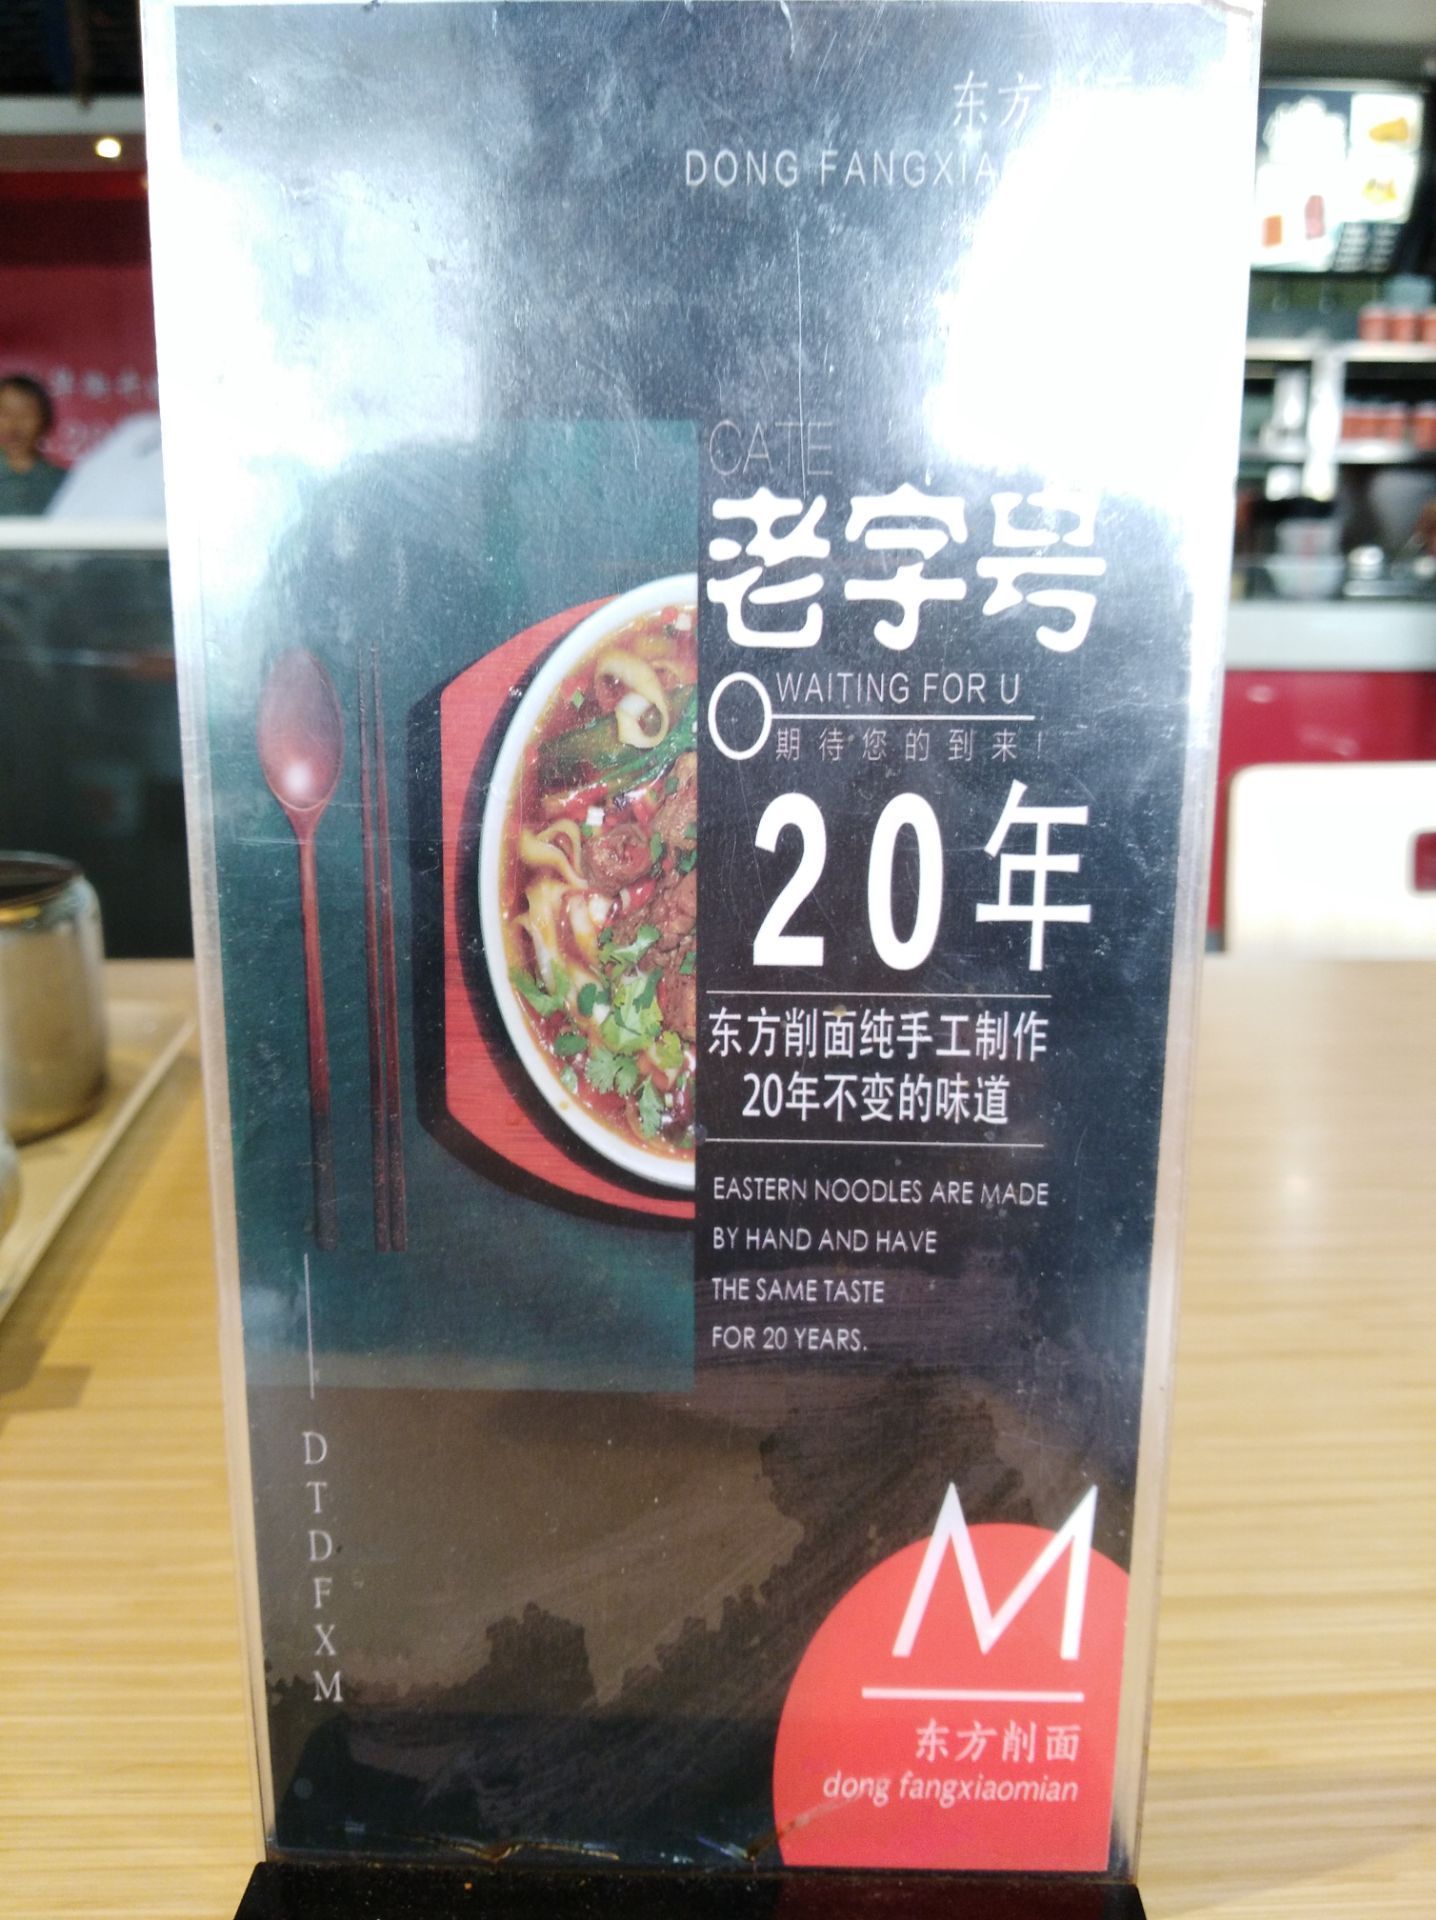 东方
DONG FANGXIA
CATE
老字号
WAITING FOR U
期待您的到来!
20年
东方削面纯手工制作
20年不变的味道
EASTERN NOODLES ARE MADE
BY HAND AND HAVE
THE SAME TASTE
FOR 20 YEARS.
DTDFXM
M
东方削面
dong fangxiaomian